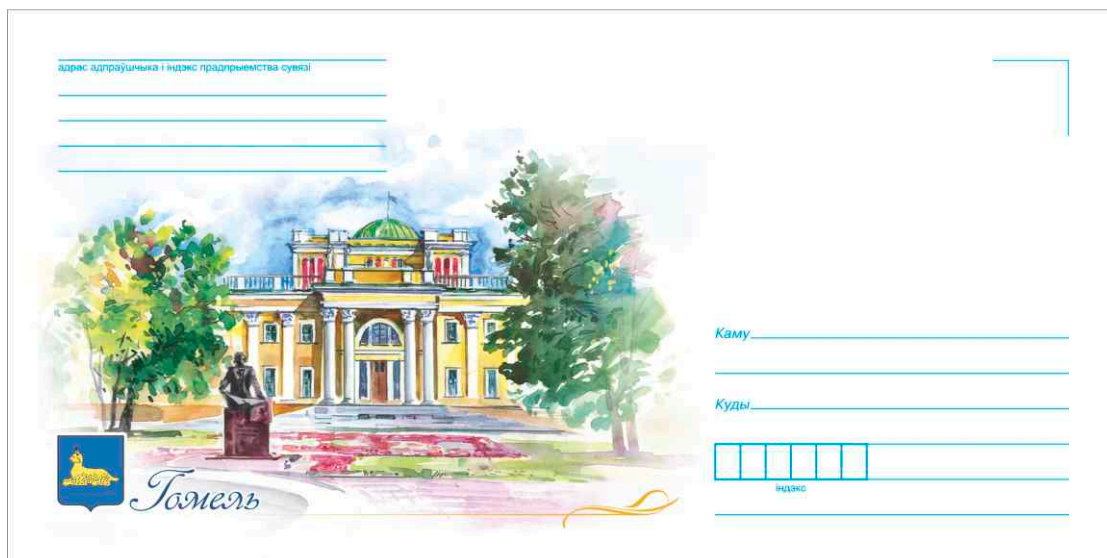 адрас адпраўшчыка і індэкс прадпрыемства сувязі
Каму
Куды
індэкс
Гомель